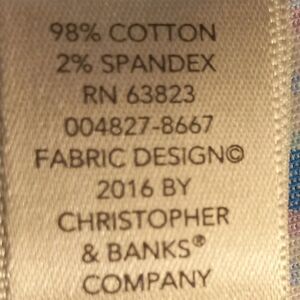 98% COTTON
2% SPANDEX
RN 63823
004827-8667
FABRIC DESIGN©
2016 BY
CHRISTOPHER
& BANKS®
COMPANY